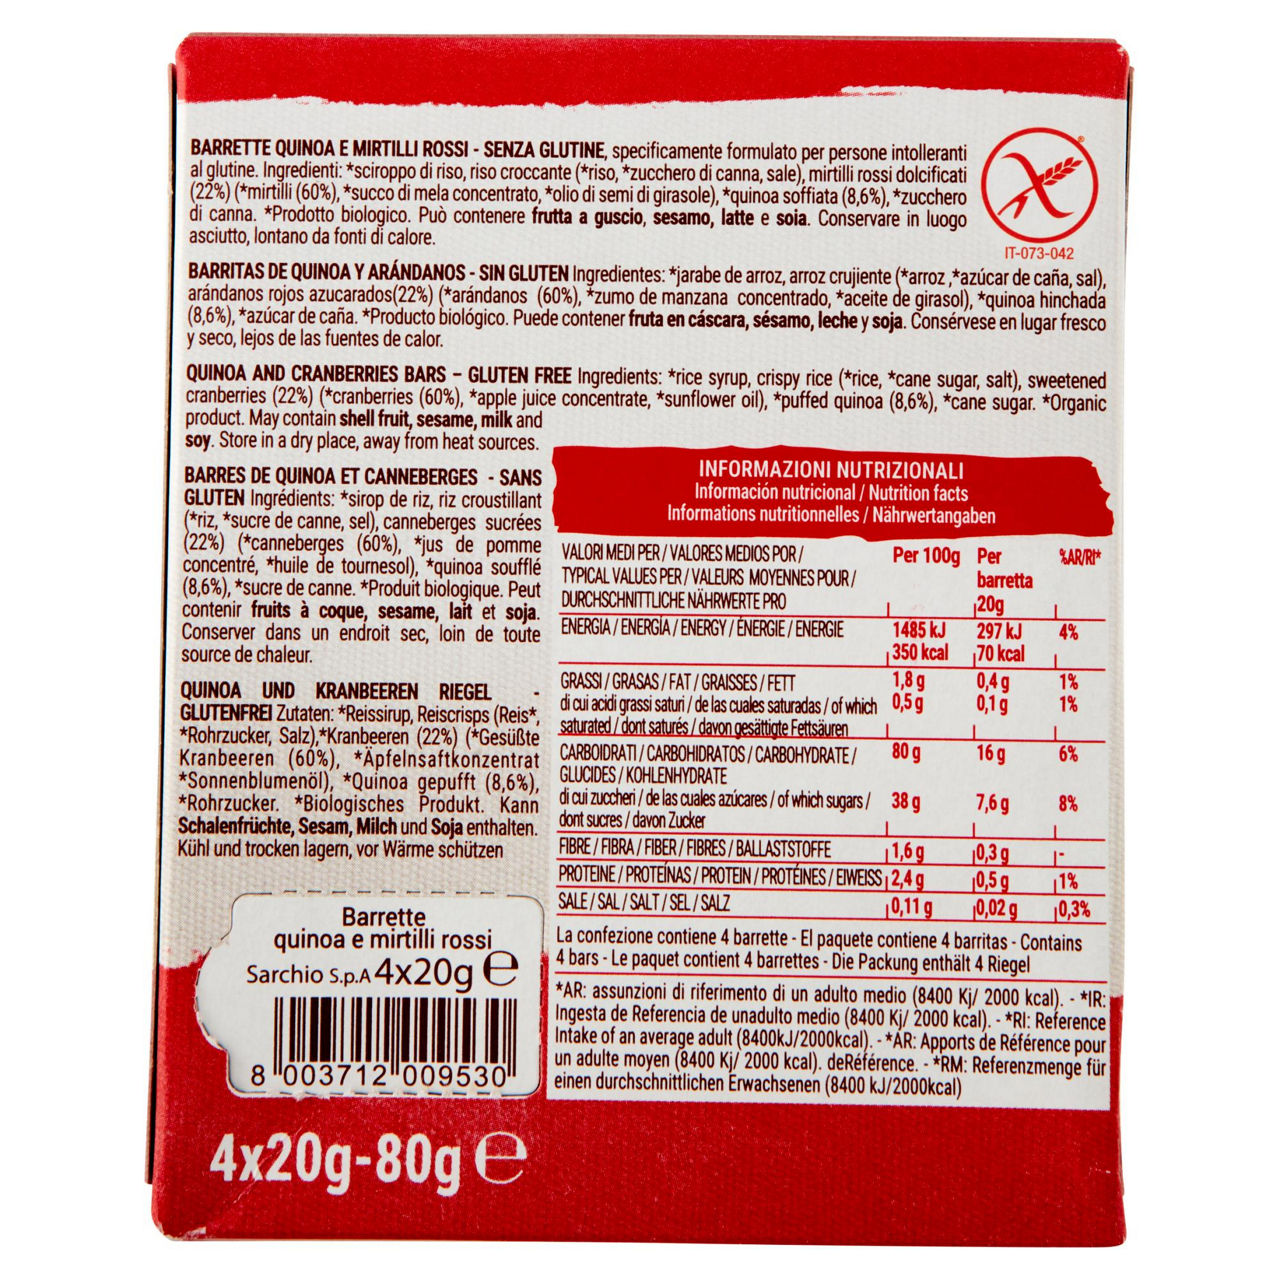 BARRETTE QUINOA E MIRTILLI ROSSI - SENZA GLUTINE, specificamente formulato per persone intolleranti
al glutine. Ingredienti: *sciroppo di riso, riso croccante (*riso, *zucchero di canna, sale), mirtilli rossi dolcificati
(22%) (*mirtilli (60%), *succo di mela concentrato, *olio di semi di girasole), *quinoa soffiata (8,6%), *zucchero
di canna. *Prodotto biologico. Può contenere frutta a guscio, sesamo, latte e soia. Conservare in luogo
asciutto, lontano da fonti di calore.
IT-073-042
BARRITAS DE QUINOA Y ARÁNDANOS - SIN GLUTEN Ingredientes: *jarabe de arroz, arroz crujiente (*arroz ,*azúcar de caña, sal),
arándanos rojos azucarados(22%) (*arándanos (60%), *zumo de manzana concentrado, *aceite de girasol), *quinoa hinchada
(8,6%), *azúcar de caña. *Producto biológico. Puede contener fruta en cáscara, sésamo, leche y soja. Consérvese en lugar fresco
y seco, lejos de las fuentes de calor.
QUINOA AND CRANBERRIES BARS – GLUTEN FREE Ingredients: *rice syrup, crispy rice (*rice, *cane sugar, salt), sweetened
cranberries (22%) (*cranberries (60%), *apple juice concentrate, *sunflower oil), *puffed quinoa (8,6%), *cane sugar. *Organic
product. May contain shell fruit, sesame, milk and
soy. Store in a dry place, away from heat sources.
BARRES DE QUINOA ET CANNEBERGES - SANS
GLUTEN Ingrédients: *sirop de riz, riz croustillant
(*riz, *sucre de canne, sel), canneberges sucrées
(22%) (*canneberges (60%), *jus de pomme
concentré, *huile de tournesol), *quinoa soufflé
(8,6%), *sucre de canne. *Produit biologique. Peut
contenir fruits à coque, sesame, lait et soja.
Conserver dans un endroit sec, loin de toute
source de chaleur.
QUINOA UND KRANBEEREN RIEGEL -
GLUTENFREI Zutaten: *Reissirup, Reiscrisps (Reis*,
*Rohrzucker, Salz),*Kranbeeren (22%) (*Gesüßte
Kranbeeren (60%), *Äpfelnsaftkonzentrat
*Sonnenblumenöl), *Quinoa gepufft (8,6%),
*Rohrzucker. *Biologisches Produkt. Kann
Schalenfrüchte, Sesam, Milch und Soja enthalten.
Kühl und trocken lagern, vor Wärme schützen
INFORMAZIONI NUTRIZIONALI
Información nutricional / Nutrition facts
Informations nutritionnelles / Nährwertangaben
VALORI MEDI PER / VALORES MEDIOS POR / Per 100g Per %AR/RI*
TYPICAL VALUES PER / VALEURS MOYENNES POUR / barretta
DURCHSCHNITTLICHE NÄHRWERTE PRO 20g
ENERGIA / ENERGÍA / ENERGY / ÉNERGIE / ENERGIE 1485 kJ 297 kJ 4%
350 kcal 70 kcal
GRASSI / GRASAS / FAT / GRAISSES / FETT 1,8 g 0,4 g 1%
di cui acidi grassi saturi / de las cuales saturadas / of which 0,5 g 0,1 g 1%
saturated / dont saturés / davon gesättigte Fettsäuren
CARBOIDRATI / CARBOHIDRATOS / CARBOHYDRATE / 80 g 16 g 6%
GLUCIDES / KOHLENHYDRATE
di cui zuccheri / de las cuales azúcares / of which sugars / 38 g 7,6 g 8%
dont sucres / davon Zucker
FIBRE / FIBRA / FIBER / FIBRES / BALLASTSTOFFE 1,6 g 0,3 g -
PROTEINE / PROTEÍNAS / PROTEIN / PROTÉINES / EIWEISS 2,4 g 0,5 g 1%
SALE / SAL / SALT / SEL / SALZ 0,11 g 0,02 g 0,3%
La confezione contiene 4 barrette - El paquete contiene 4 barritas - Contains
4 bars - Le paquet contient 4 barrettes - Die Packung enthält 4 Riegel
*AR: assunzioni di riferimento di un adulto medio (8400 Kj/ 2000 kcal). - *IR:
Ingesta de Referencia de unadulto medio (8400 Kj/ 2000 kcal). - *RI: Reference
Intake of an average adult (8400kJ/2000kcal). - *AR: Apports de Référence pour
un adulte moyen (8400 Kj/ 2000 kcal). deRéférence. - *RM: Referenzmenge für
einen durchschnittlichen Erwachsenen (8400 kJ/2000kcal)
Barrette
quinoa e mirtilli rossi
Sarchio S.p.A 4x20g ℮
8 003712 009530
4x20g-80g ℮